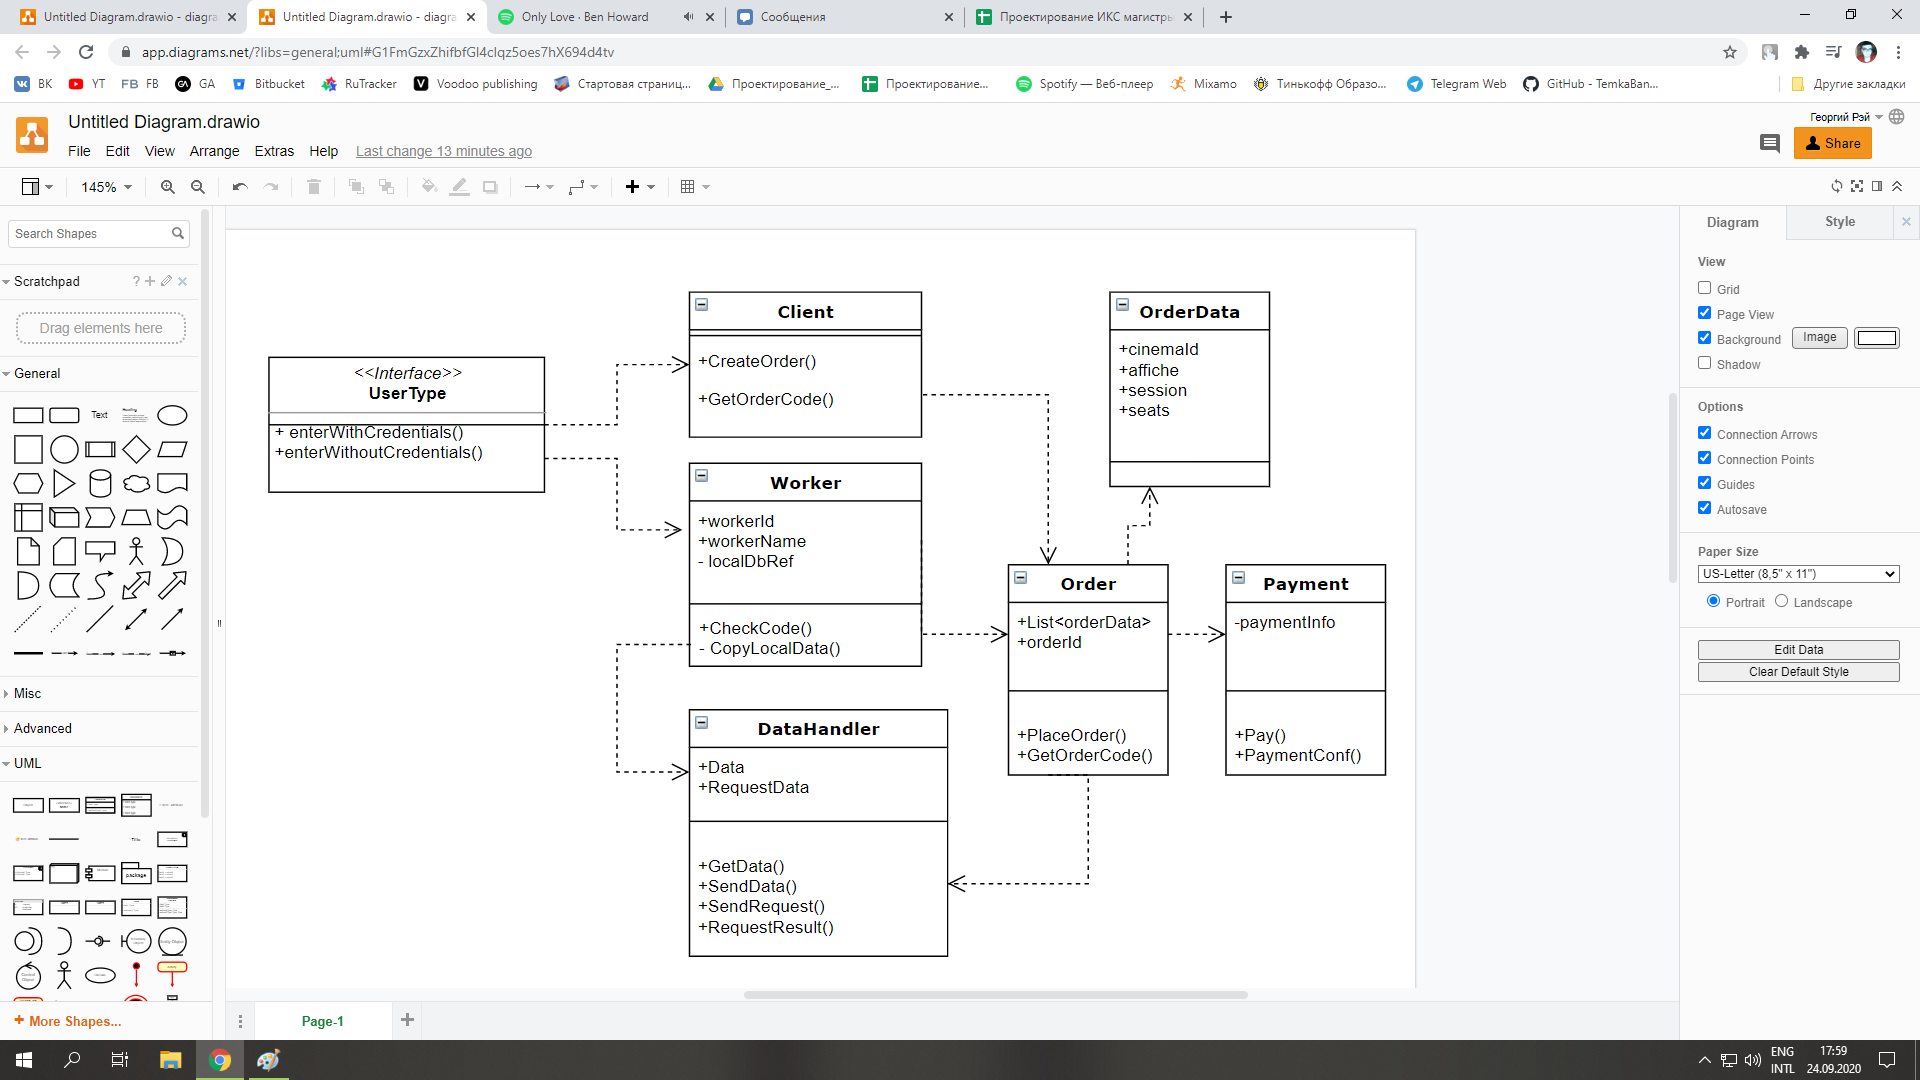 Untitled Diagram.drawio - diagra
Untitled Diagram.drawio - diagra
Only Love · Ben Howard
Сообщения
Проектирование ИКС магистры
app.diagrams.net/?libs=general;uml#G1FmGzxZhifbfGl4clqz5oes7hX694d4tv
ВК
YT
FB FB
GA
Bitbucket
RuTracker
Voodoo publishing
Стартовая страниц...
Проектирование_...
Проектирование...
Spotify — Веб-плеер
Mixamo
Тинькофф Образо...
Telegram Web
GitHub - TemkaBan...
Другие закладки
Untitled Diagram.drawio
Георгий Рэй
File Edit View Arrange Extras Help Last change 13 minutes ago
Share
145%
Search Shapes
Scratchpad
Drag elements here
General
Text
Heading
Misc
Advanced
UML
Title
package
More Shapes...
<<Interface>>
UserType
+ enterWithCredentials()
+enterWithoutCredentials()
Client
+CreateOrder()
+GetOrderCode()
OrderData
+cinemaId
+affiche
+session
+seats
Worker
+workerId
+workerName
- localDbRef
+CheckCode()
- CopyLocalData()
Order
+List<orderData>
+orderId
+PlaceOrder()
+GetOrderCode()
Payment
-paymentInfo
+Pay()
+PaymentConf()
DataHandler
+Data
+RequestData
+GetData()
+SendData()
+SendRequest()
+RequestResult()
Diagram
Style
View
Grid
Page View
Background
Image
Shadow
Options
Connection Arrows
Connection Points
Guides
Autosave
Paper Size
US-Letter (8,5" x 11")
Portrait
Landscape
Edit Data
Clear Default Style
Page-1
ENG
INTL
17:59
24.09.2020